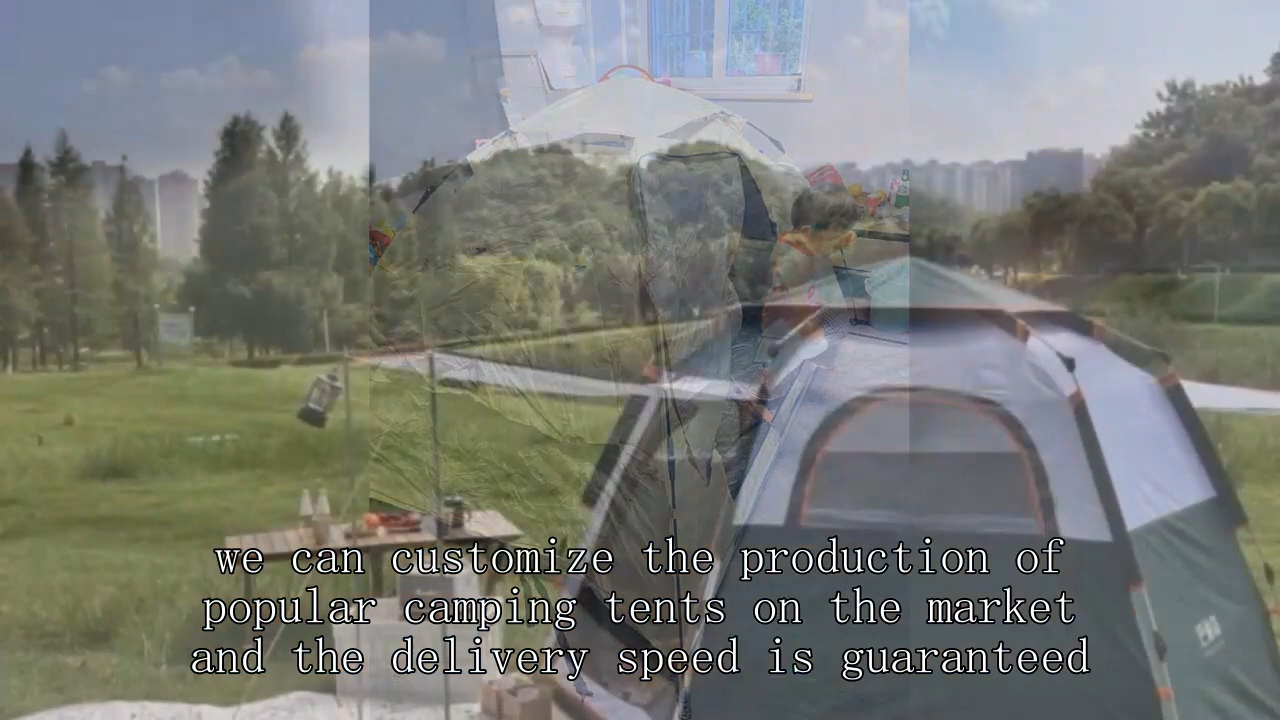 we can customize the production of
popular camping tents on the market
and the delivery speed is guaranteed